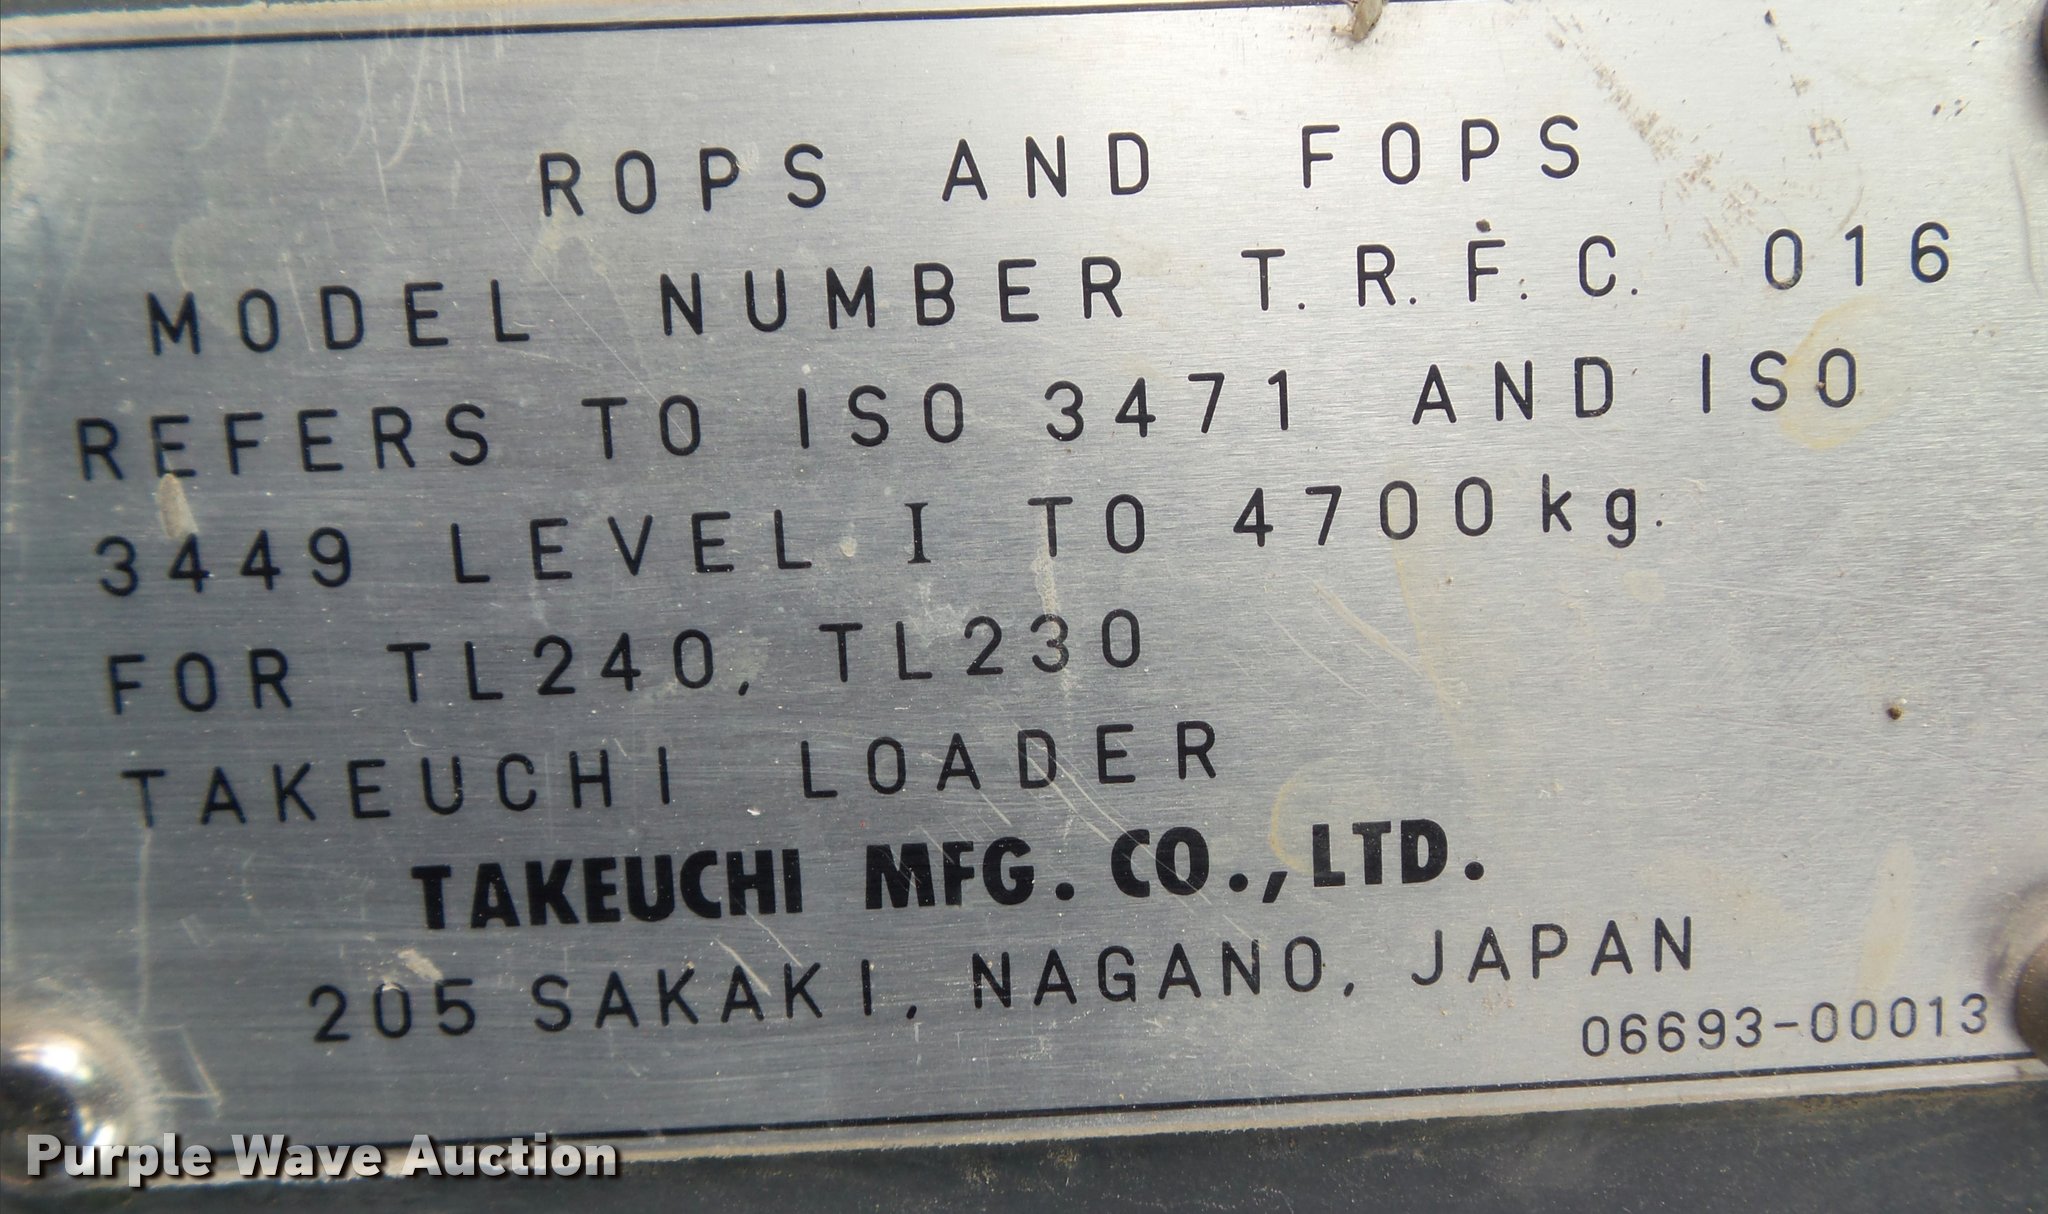 ROPS AND FOPS
MODEL NUMBER T.R.F.C. 016
REFERS TO ISO 3471 AND ISO
3449 LEVEL I TO 4700kg.
FOR TL240, TL230
TAKEUCHI LOADER
TAKEUCHI MFG. CO., LTD.
205 SAKAKI, NAGANO, JAPAN
06693-00013
Purple Wave Auction